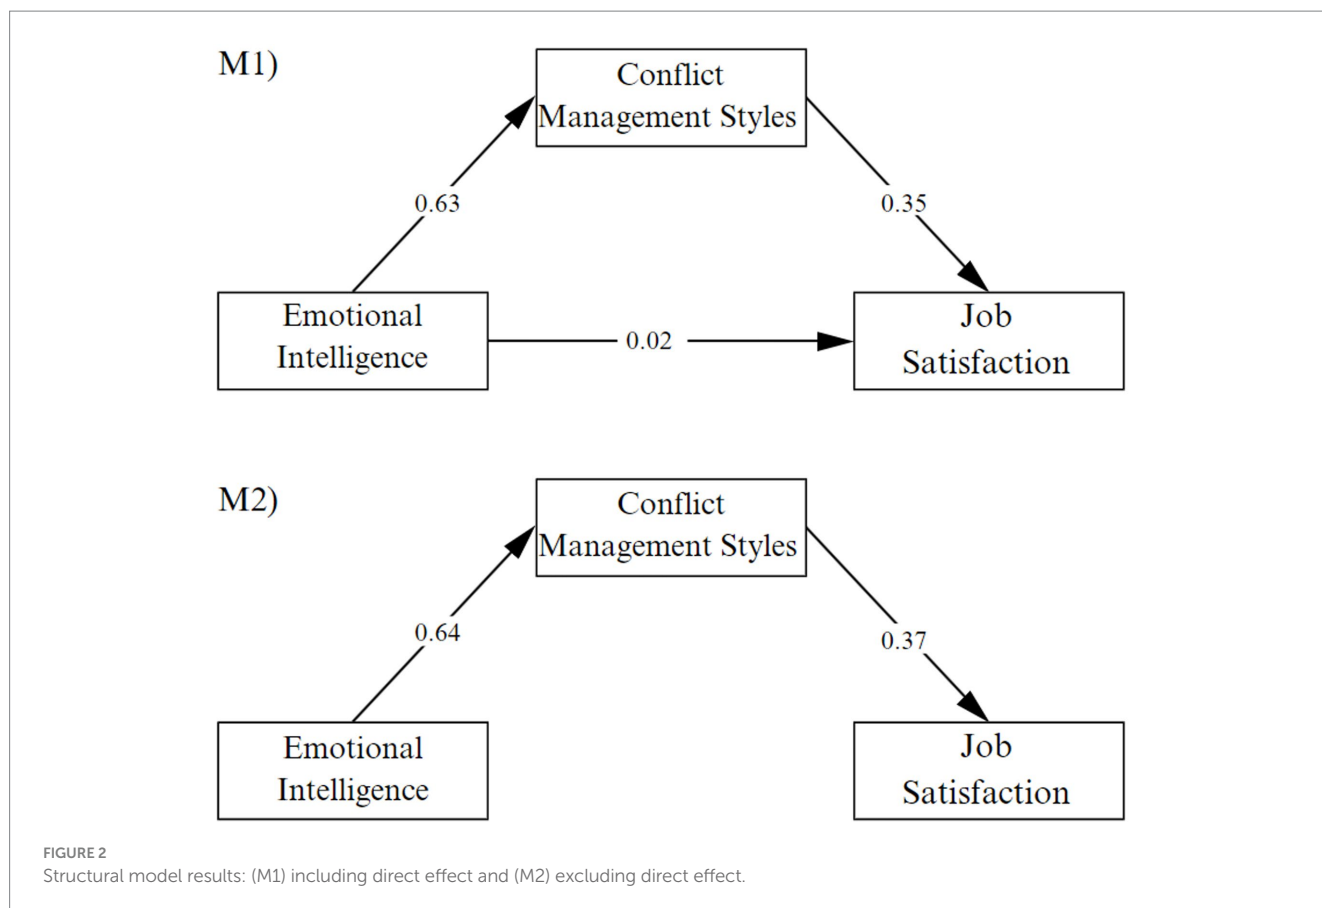 M1)
Conflict
Management Styles
0.63
0.35
Emotional
Intelligence
0.02
Job
Satisfaction
M2)
Conflict
Management Styles
0.64
0.37
Emotional
Intelligence
Job
Satisfaction
FIGURE 2
Structural model results: (M1) including direct effect and (M2) excluding direct effect.